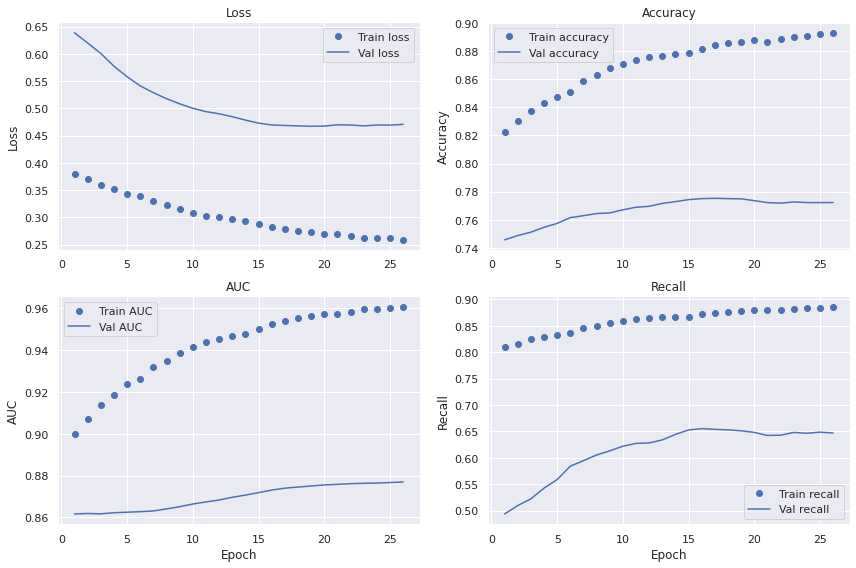 Loss
Loss
0.65
0.60
0.55
0.50
0.45
0.40
0.35
0.30
0.25
Train loss
Val loss
0 5 10 15 20 25
Accuracy
Accuracy
0.90
0.88
0.86
0.84
0.82
0.80
0.78
0.76
0.74
Train accuracy
Val accuracy
0 5 10 15 20 25
AUC
AUC
0.96
0.94
0.92
0.90
0.88
0.86
Train AUC
Val AUC
0 5 10 15 20 25
Epoch
Recall
Recall
0.90
0.85
0.80
0.75
0.70
0.65
0.60
0.55
0.50
Train recall
Val recall
0 5 10 15 20 25
Epoch